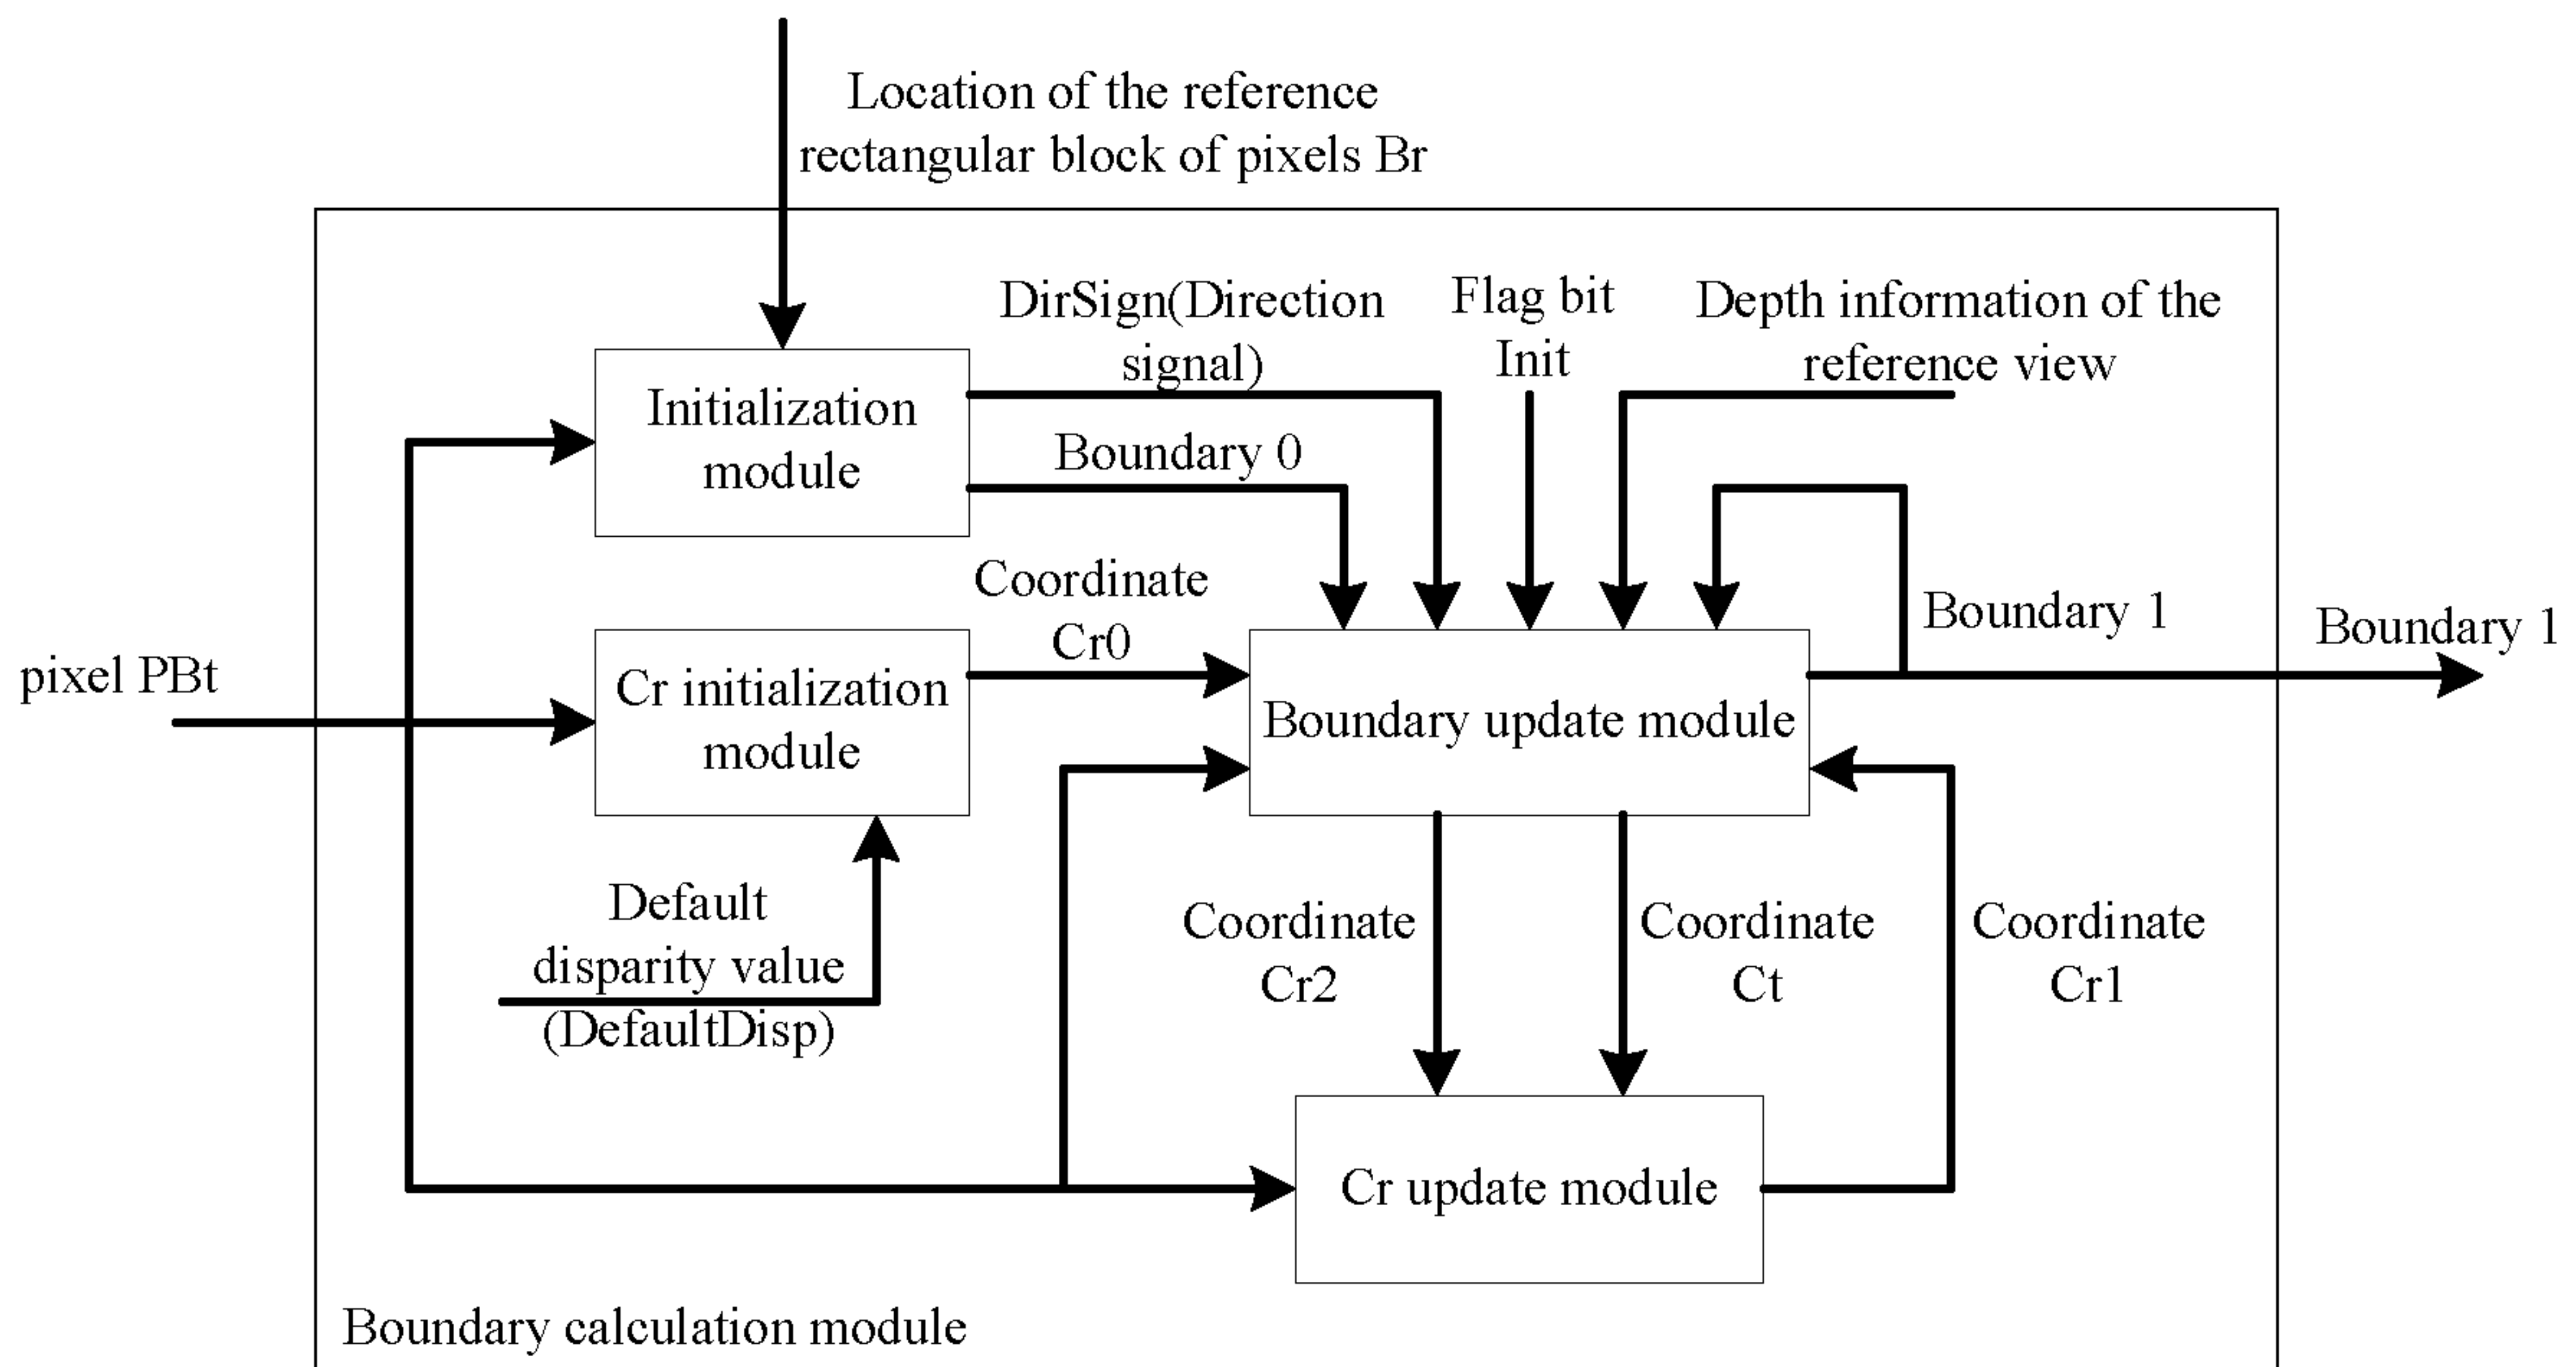 Location of the reference
rectangular block of pixels Br
DirSign(Direction
signal)
Flag bit
Init
Depth information of the
reference view
Initialization
module
Boundary 0
Coordinate
Cr0
Boundary 1
Boundary 1
pixel PBt
Cr initialization
module
Boundary update module
Default
disparity value
(DefaultDisp)
Coordinate
Cr2
Coordinate
Ct
Coordinate
Cr1
Cr update module
Boundary calculation module